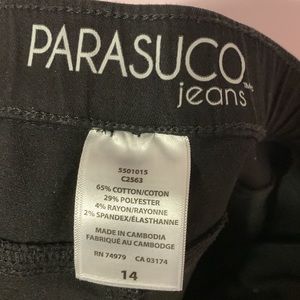 PARASUCO™
jeans
5501015
C2563
65% COTTON/COTON
29% POLYESTER
4% RAYON/RAYONNE
2% SPANDEX/ÉLASTHANNE
MADE IN CAMBODIA
FABRIQUÉ AU CAMBODGE
RN 74979 CA 03174
14